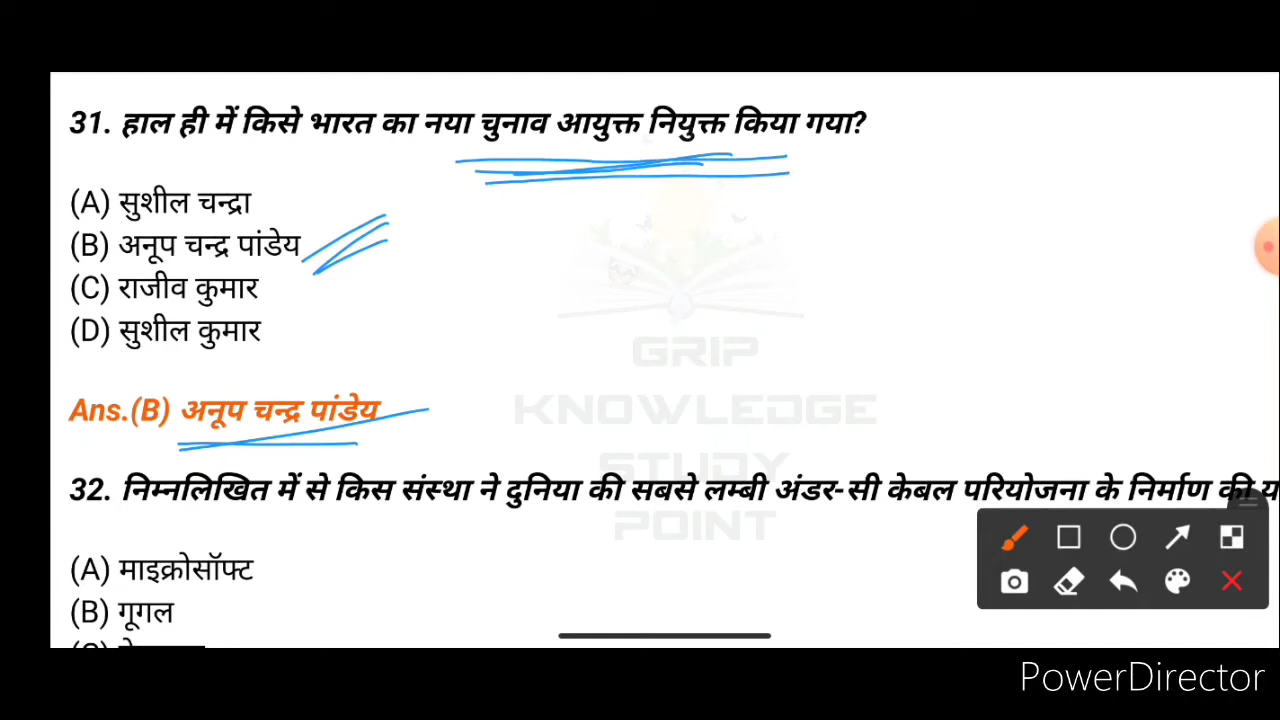 31. हाल ही में किसे भारत का नया चुनाव आयुक्त नियुक्त किया गया?
(A) सुशील चन्द्रा
(B) अनूप चन्द्र पांडेय
(C) राजीव कुमार
(D) सुशील कुमार
Ans.(B) अनूप चन्द्र पांडेय
GRIP
KNOWLEDGE
STUDY
POINT
32. निम्नलिखित में से किस संस्था ने दुनिया की सबसे लम्बी अंडर-सी केबल परियोजना के निर्माण की
(A) माइक्रोसॉफ्ट
(B) गूगल
PowerDirector